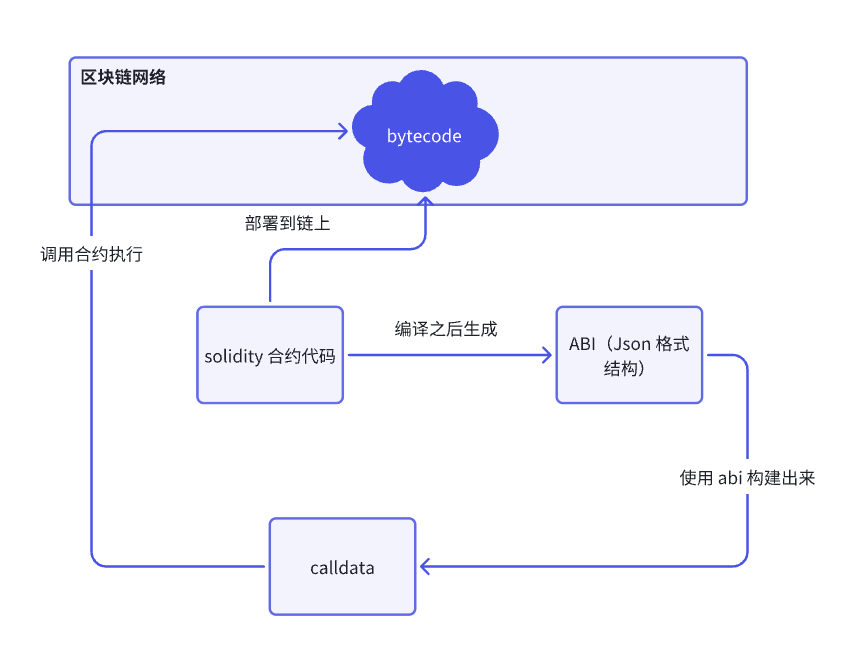 区块链网络
bytecode
部署到链上
调用合约执行
编译之后生成
solidity 合约代码
ABI（Json 格式
结构）
使用 abi 构建出来
calldata